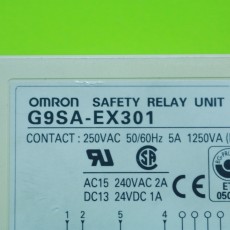 OMRON SAFETY RELAY UNIT
G9SA-EX301
CONTACT : 250VAC 50/60Hz 5A 1250VA
AC15 240VAC 2A
DC13 24VDC 1A
1 2 5 4